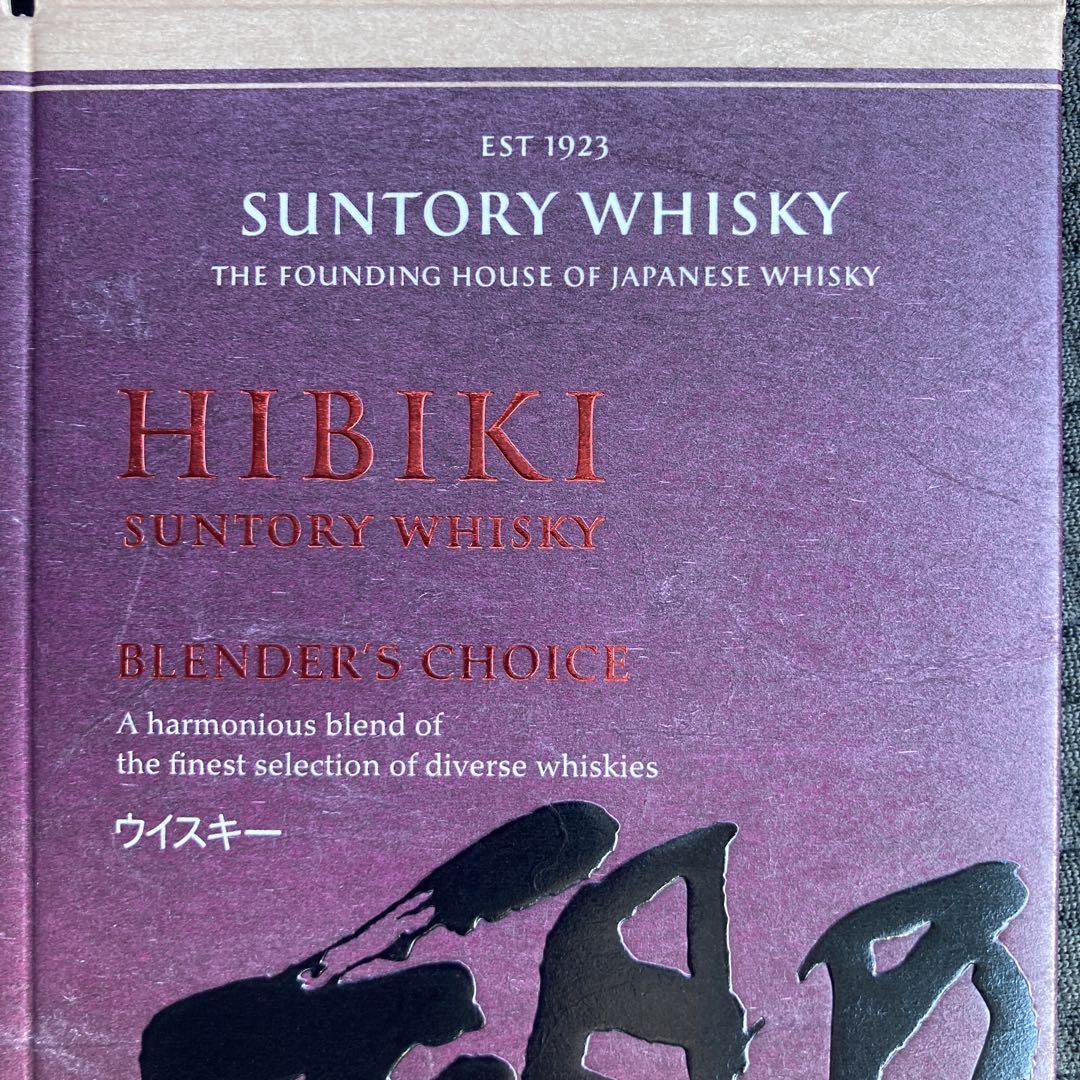 EST 1923
SUNTORY WHISKY
THE FOUNDING HOUSE OF JAPANESE WHISKY
HIBIKI
SUNTORY WHISKY
BLENDER'S CHOICE
A harmonious blend of
the finest selection of diverse whiskies
ウイスキー